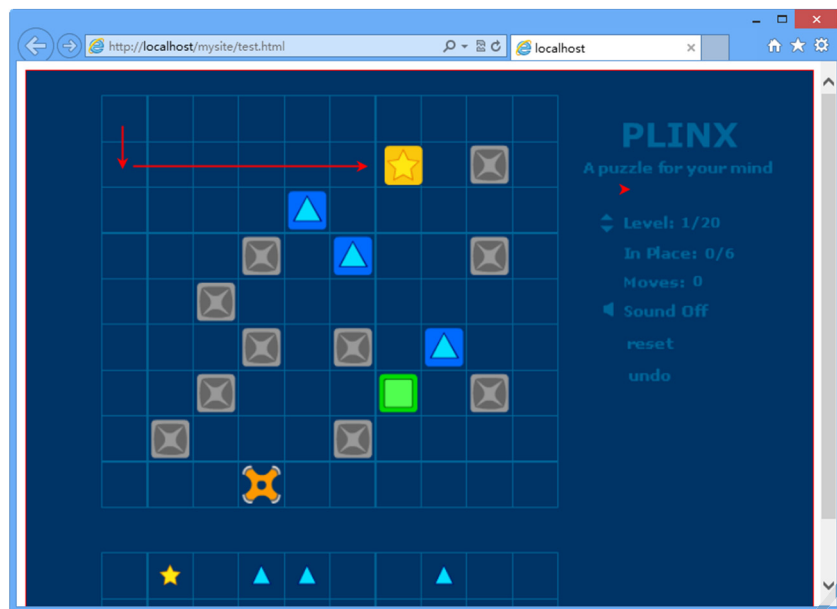 http://localhost/mysite/test.html
localhost
PLINX
A puzzle for your mind
Level: 1/20
In Place: 0/6
Moves: 0
Sound Off
reset
undo